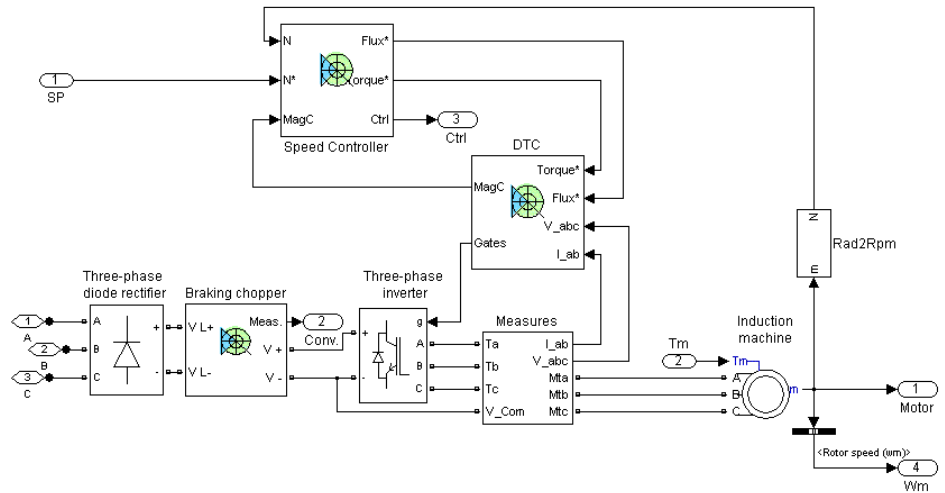 N
Flux*
1
SP
N*
Torque*
MagC
Ctrl
3
Ctrl
Speed Controller
DTC
Torque*
MagC
Flux*
V_abc
Gates
I_ab
N
m
Rad2Rpm
Three-phase
diode rectifier
Braking chopper
Three-phase
inverter
1
A
2
B
3
C
A
B
C
+
-
V L+
V L-
Meas.
V +
V -
2
Conv.
g
+
-
A
B
C
Measures
Ta
Tb
Tc
V_Com
I_ab
V_abc
Mta
Mtb
Mtc
Tm
2
Induction
machine
Tm
A
B
C
m
1
Motor
<Rotor speed (wm)>
4
Wm